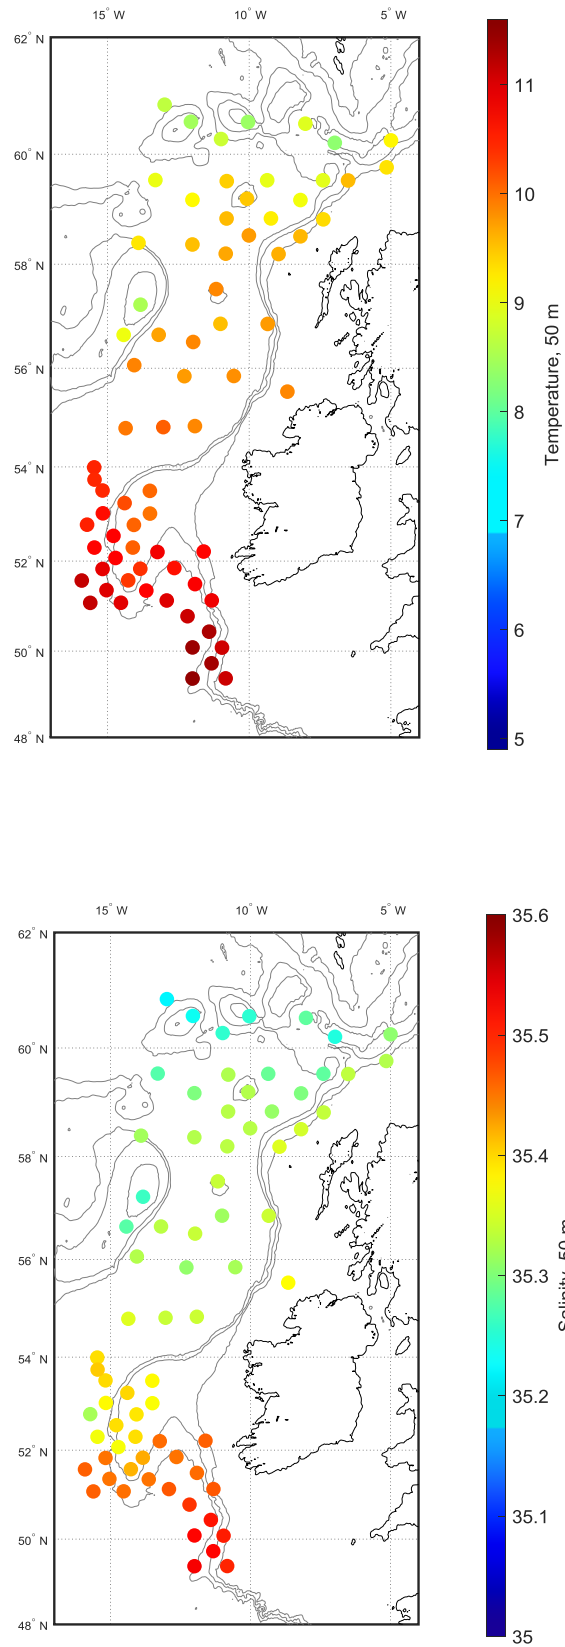 15° W 10° W 5° W
62° N
60° N
58° N
56° N
54° N
52° N
50° N
48° N
11
10
9
8
7
6
5
Temperature, 50 m
15° W 10° W 5° W
62° N
60° N
58° N
56° N
54° N
52° N
50° N
48° N
35.6
35.5
35.4
35.3
35.2
35.1
35
Salinity, 50 m